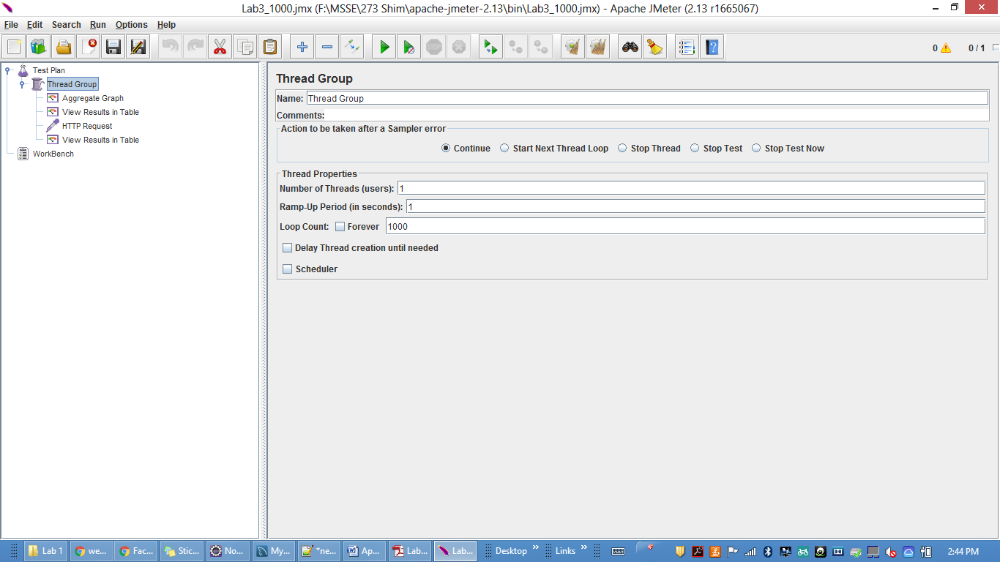 Lab3_1000.jmx (F:\MSSE\273 Shim\apache-jmeter-2.13\bin\Lab3_1000.jmx) - Apache JMeter (2.13 r1665067)
File Edit Search Run Options Help
STOP
0 0 / 1
Test Plan
Thread Group
Aggregate Graph
View Results in Table
HTTP Request
View Results in Table
WorkBench
Thread Group
Name: Thread Group
Comments:
Action to be taken after a Sampler error
Continue Start Next Thread Loop Stop Thread Stop Test Stop Test Now
Thread Properties
Number of Threads (users): 1
Ramp-Up Period (in seconds): 1
Loop Count: Forever 1000
Delay Thread creation until needed
Scheduler
Lab 1 we... Fac... Stic... No... My... *ne... Ap... Lab... Lab... Desktop » Links » 2:44 PM